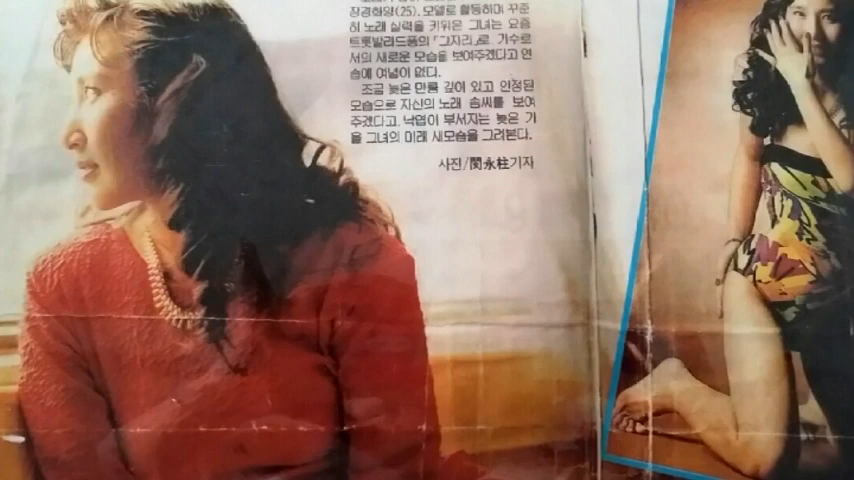 장경화양(25). 모델로 활동하며 꾸준
히 노래 실력을 키워온 그녀는 요즘
트롯발라드풍의 「그자리」로 가수로
서의 새로운 모습을 보여주겠다고 연
습에 여념이 없다.
조금 늦은 만큼 깊이 있고 안정된
모습으로 자신의 노래 솜씨를 보여
주겠다고. 낙엽이 부서지는 늦은 가
을 그녀의 미래 새모습을 그려본다.
사진/閔永柱기자